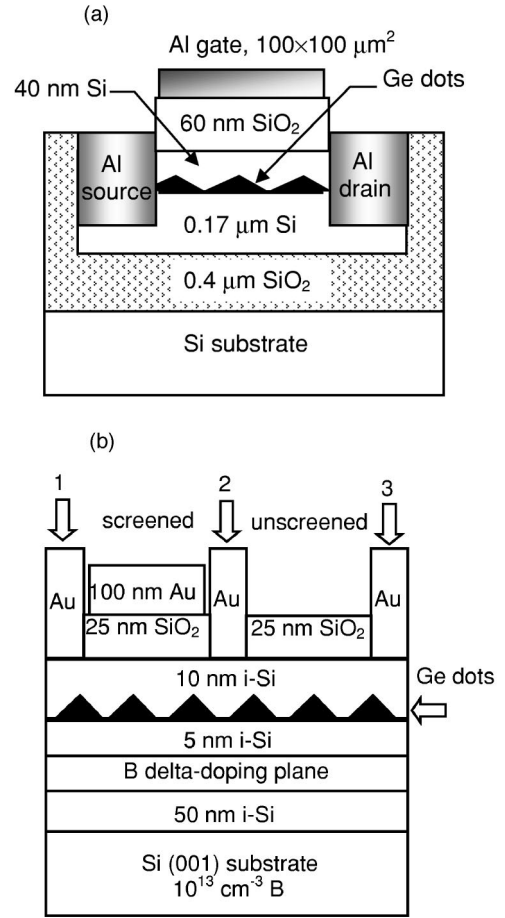 (a)
Al gate, 100×100 μm²
40 nm Si
Ge dots
60 nm SiO₂
Al
source
Al
drain
0.17 μm Si
0.4 μm SiO₂
Si substrate
(b)
1
2
3
screened
unscreened
Au
100 nm Au
Au
Au
25 nm SiO₂
25 nm SiO₂
10 nm i-Si
Ge dots
5 nm i-Si
B delta-doping plane
50 nm i-Si
Si (001) substrate
10¹³ cm⁻³ B